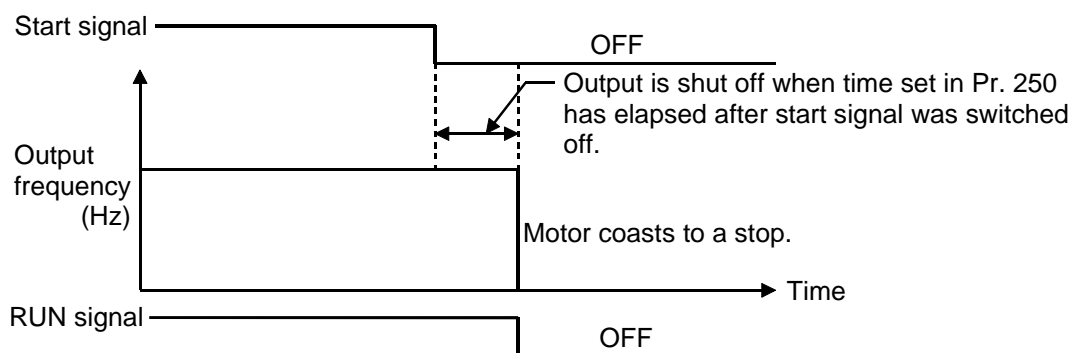 Start signal
OFF
Output is shut off when time set in Pr. 250
has elapsed after start signal was switched
off.
Output
frequency
(Hz)
Motor coasts to a stop.
Time
RUN signal
OFF